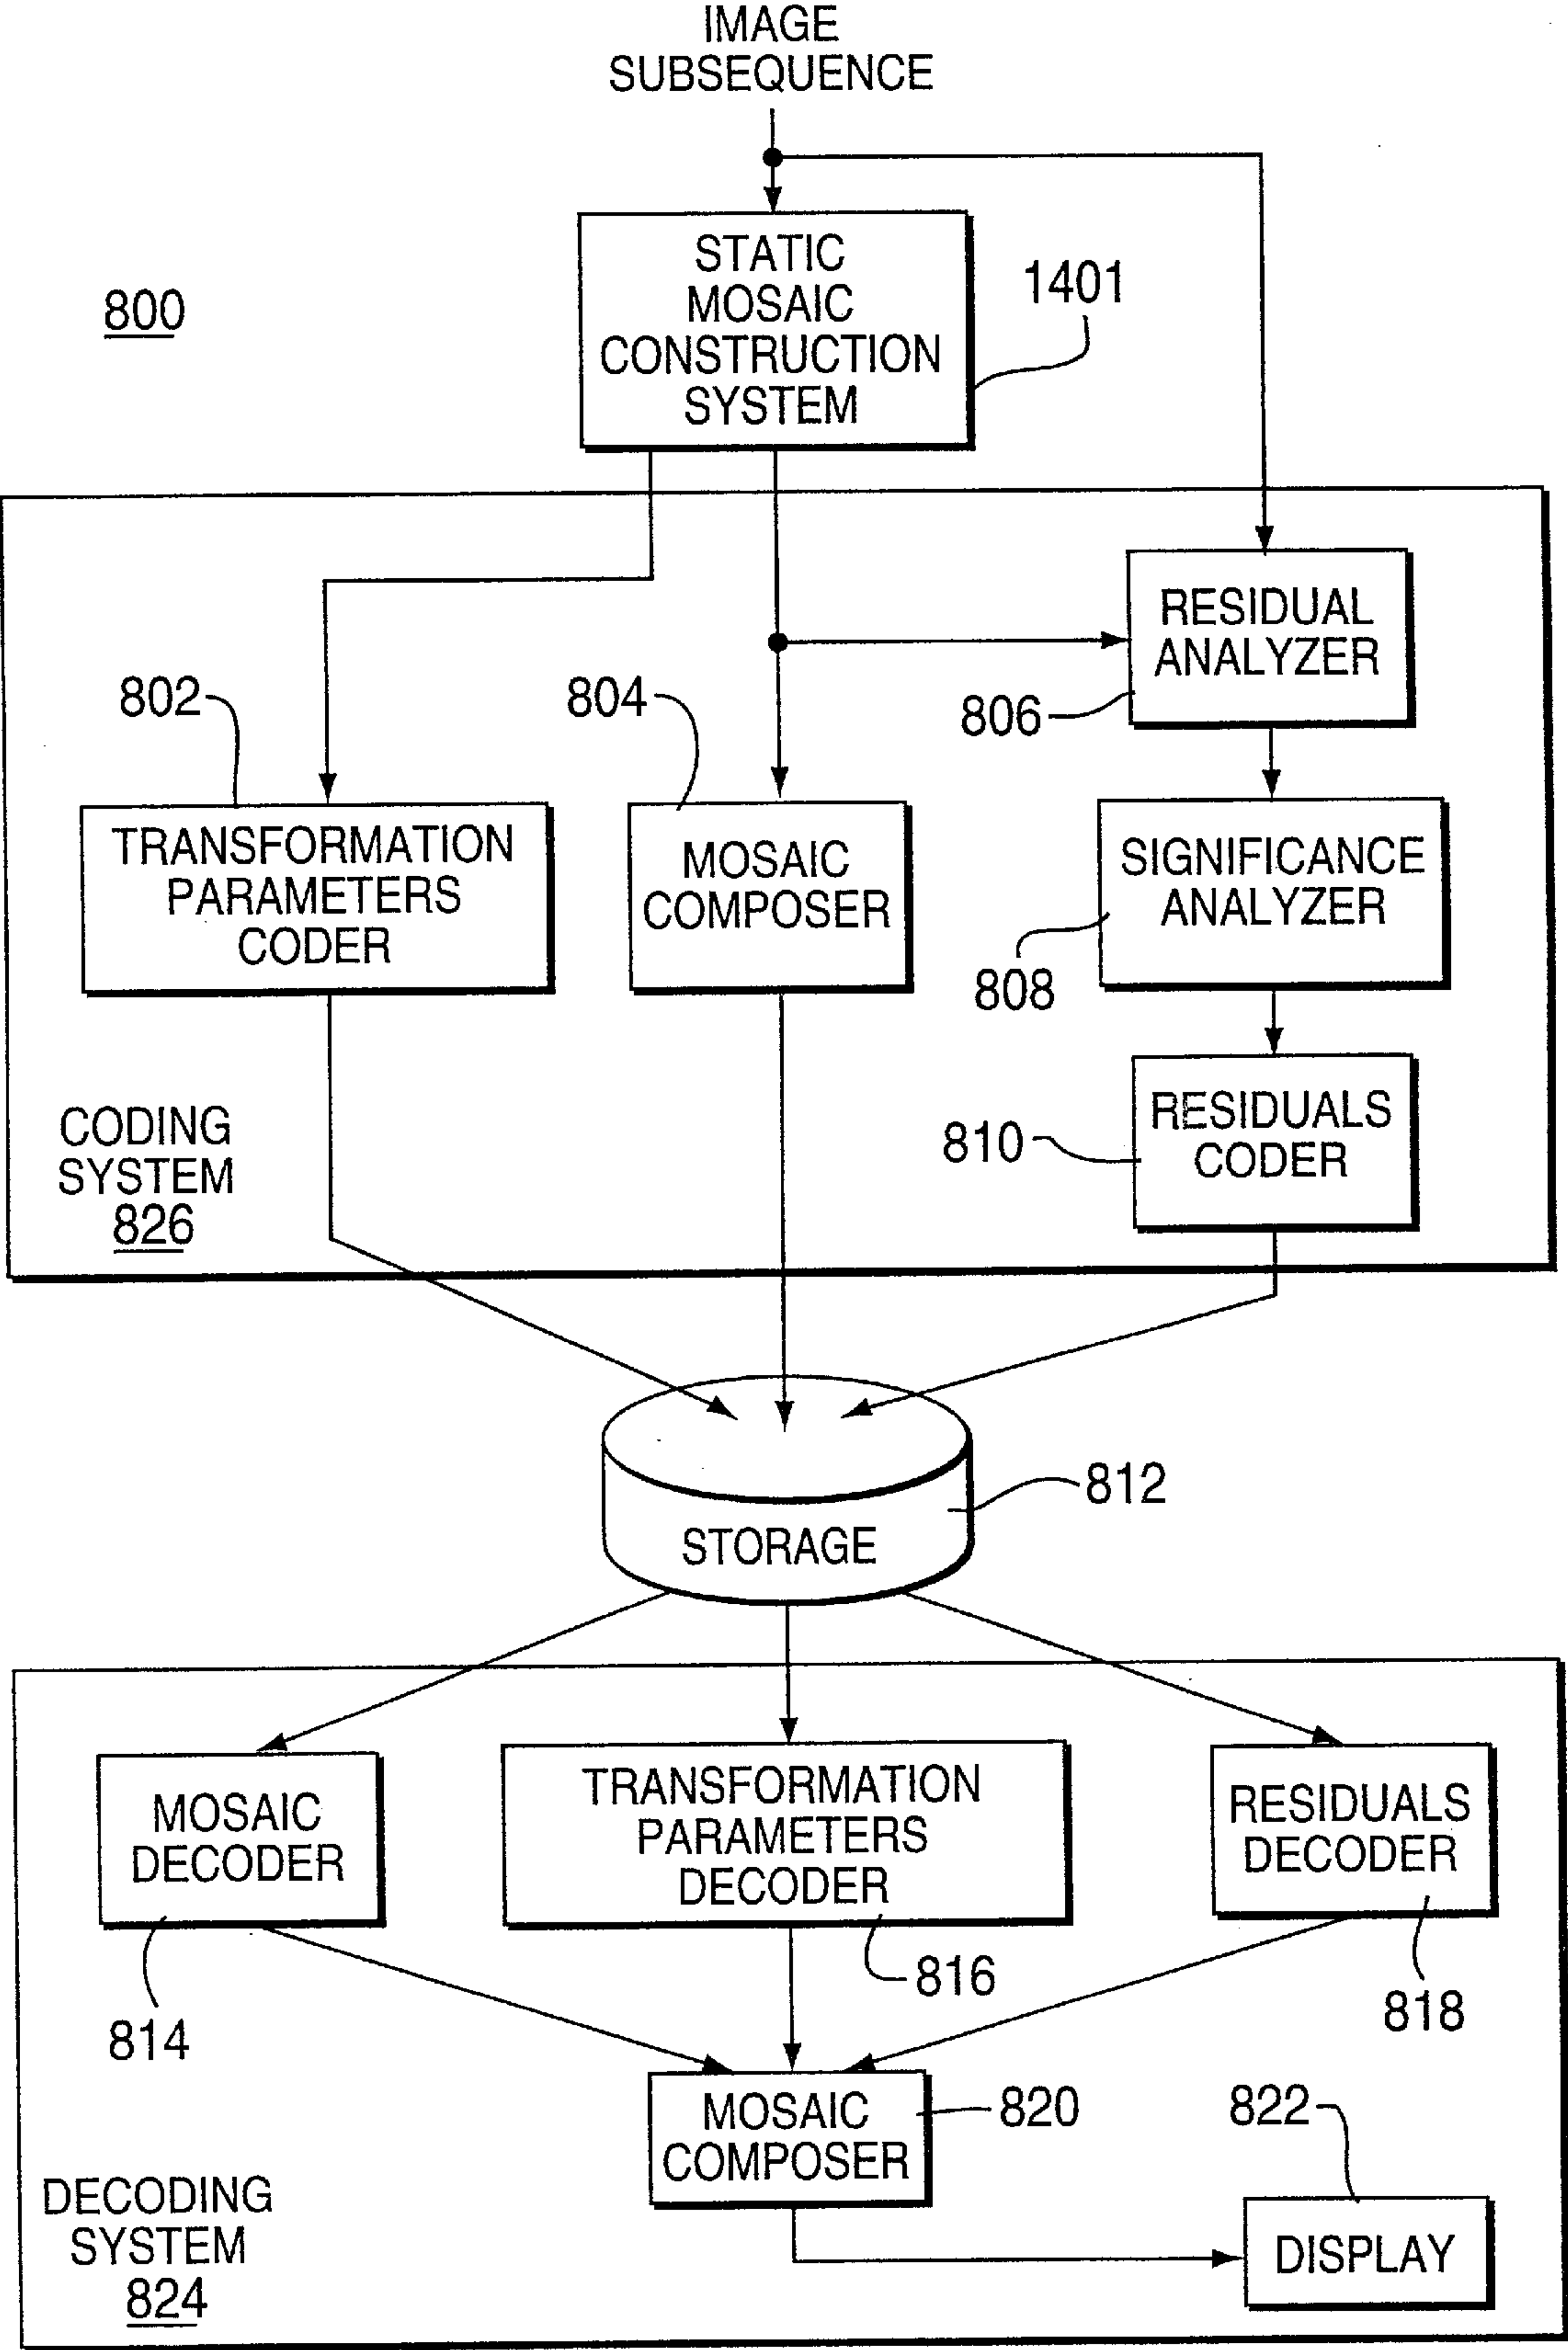 IMAGE
SUBSEQUENCE
STATIC
MOSAIC
CONSTRUCTION
SYSTEM
1401
800
RESIDUAL
ANALYZER
802
804
806
TRANSFORMATION
PARAMETERS
CODER
MOSAIC
COMPOSER
SIGNIFICANCE
ANALYZER
808
RESIDUALS
CODER
810
CODING
SYSTEM
826
812
STORAGE
MOSAIC
DECODER
TRANSFORMATION
PARAMETERS
DECODER
RESIDUALS
DECODER
814
816
818
MOSAIC
COMPOSER
820
822
DECODING
SYSTEM
824
DISPLAY